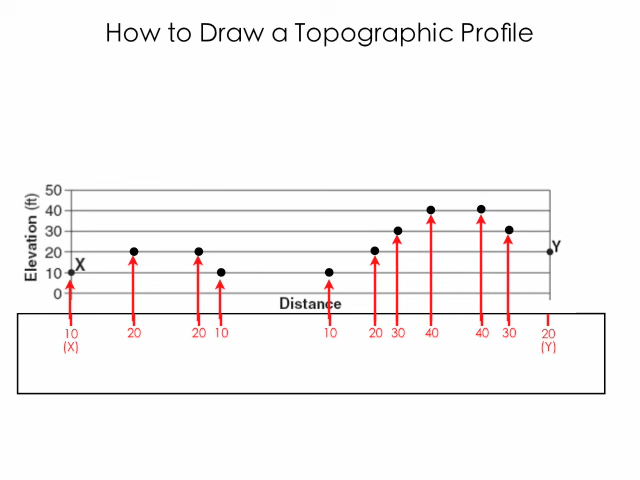 How to Draw a Topographic Profile
Elevation (ft)
50
40
30
20
10
0
X
Y
Distance
10 20 20 10 10 20 30 40 40 30 20
(X) (Y)